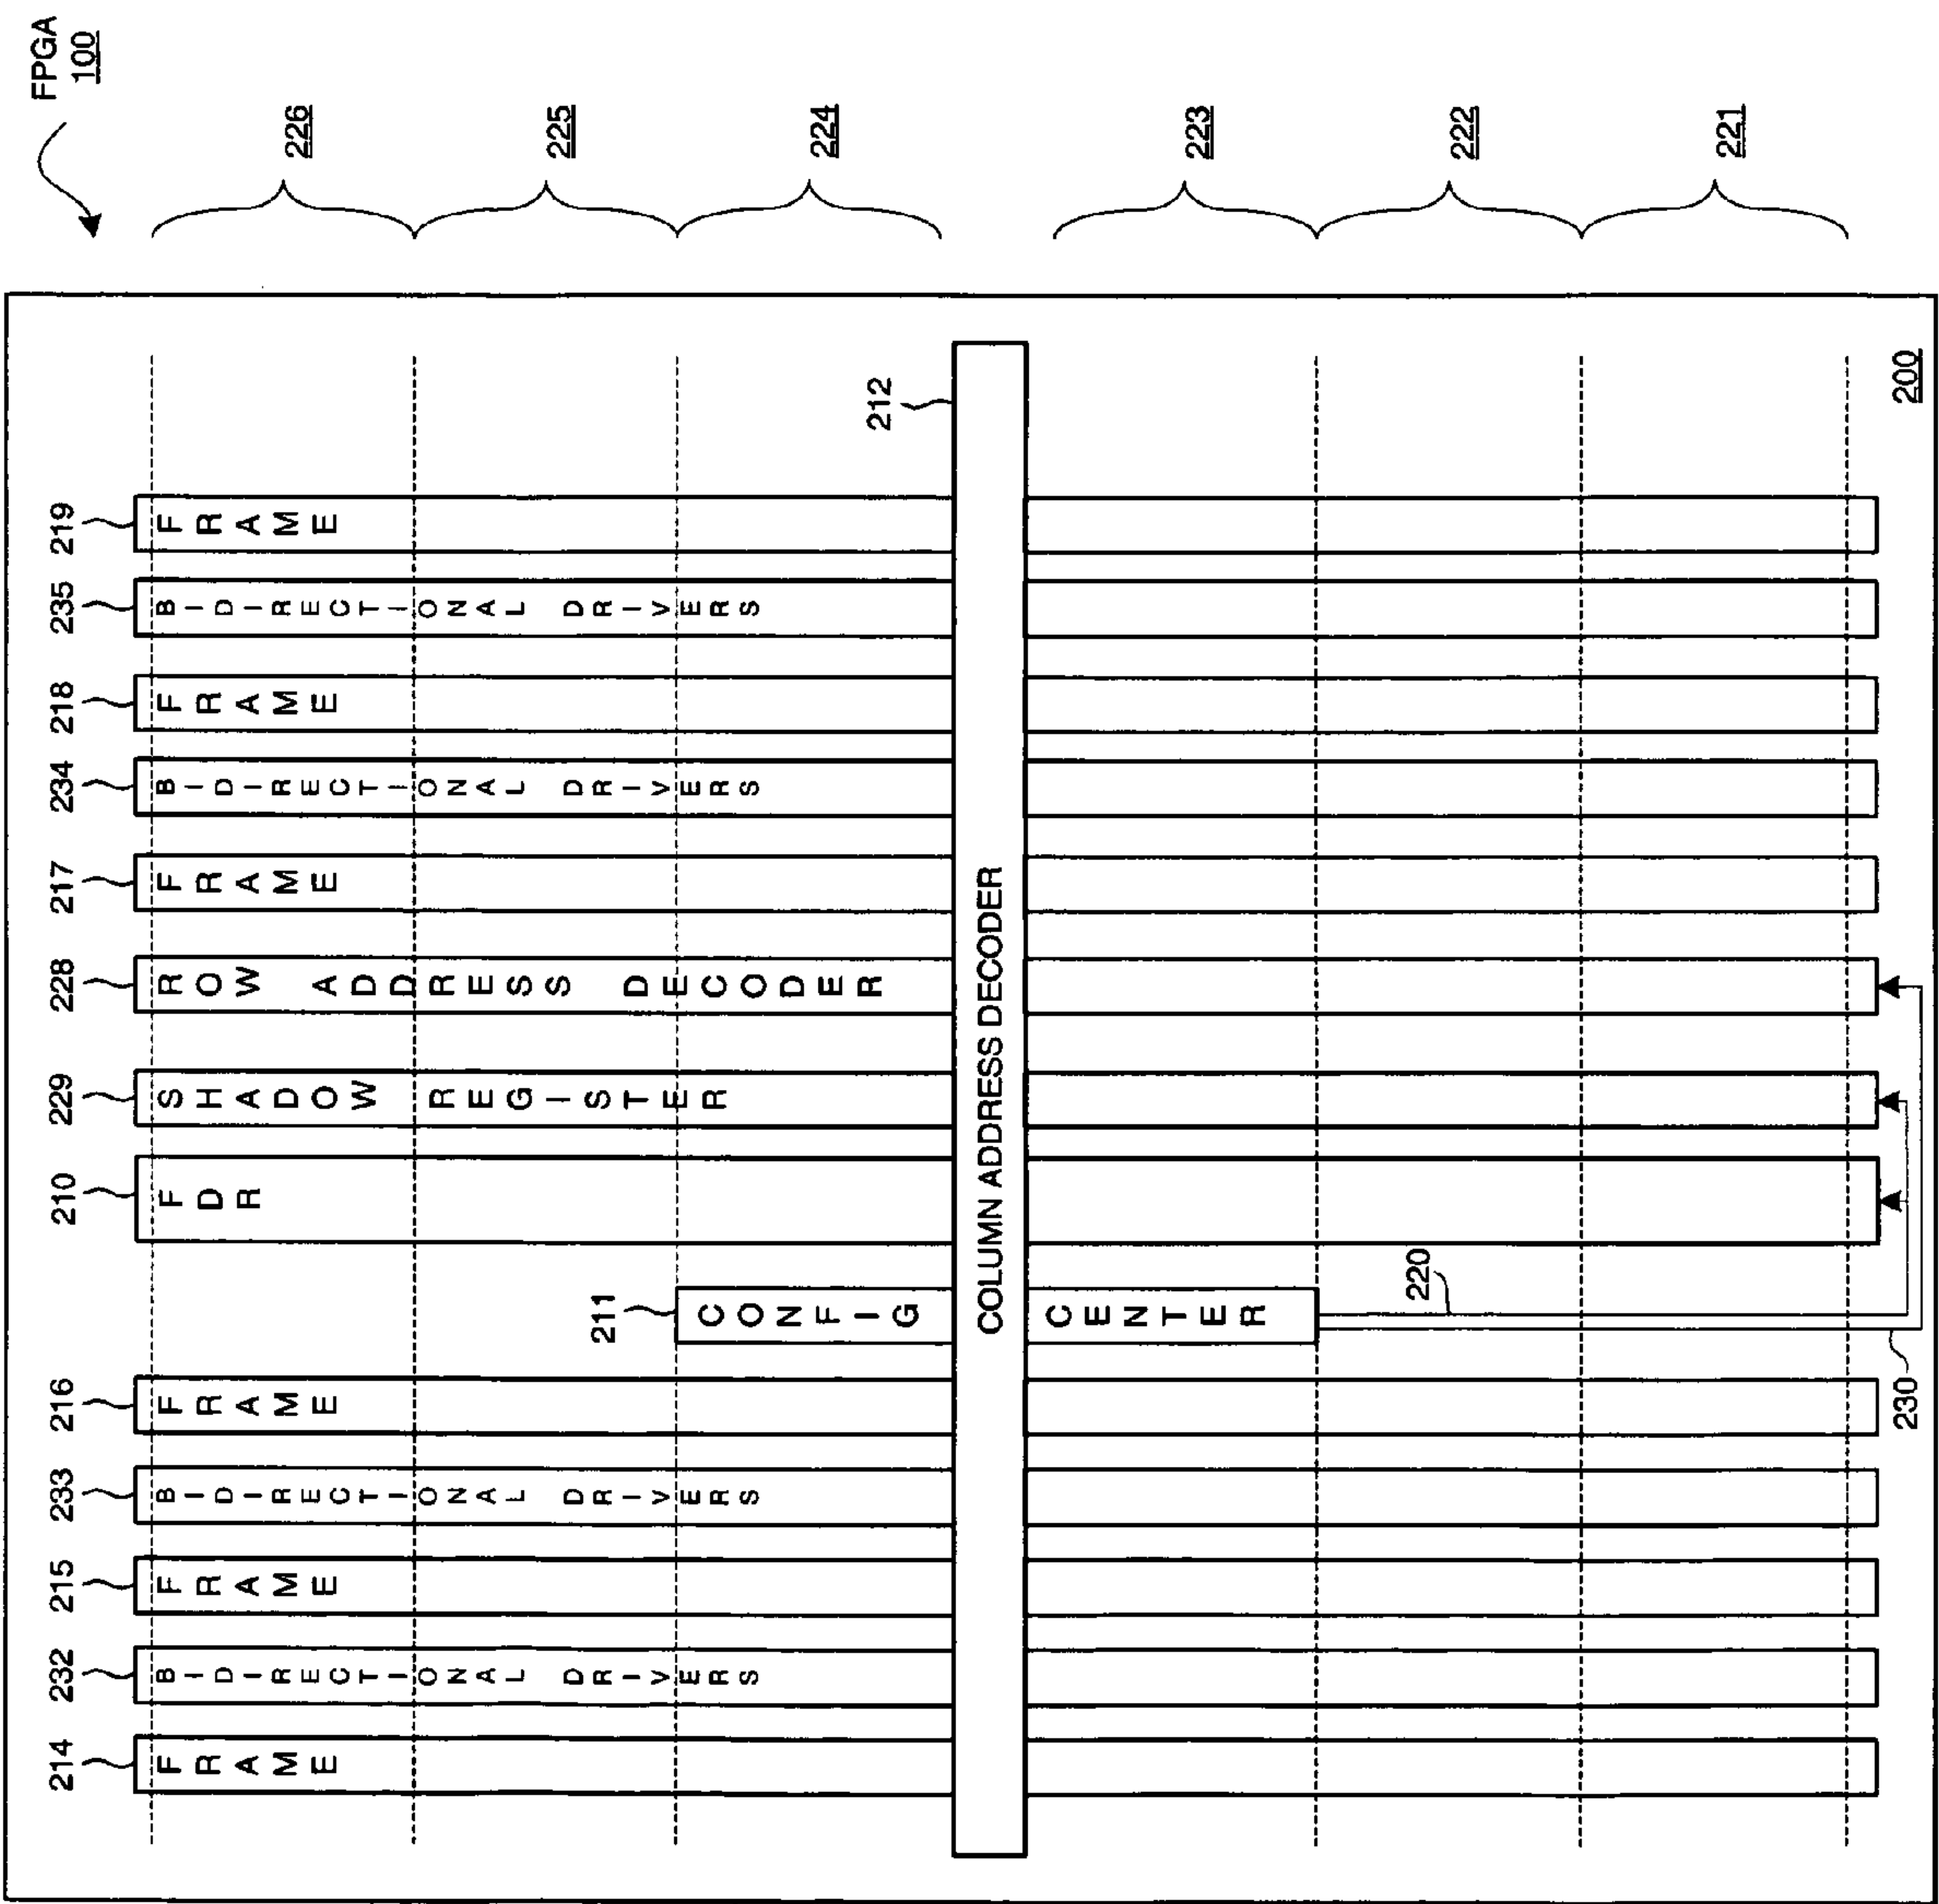 FPGA
100
214
232
215
233
216
210
229
228
217
234
218
235
219
FRAME
BIDIRECTIONAL DRIVERS
FRAME
BIDIRECTIONAL DRIVERS
FRAME
FDR
SHADOW REGISTER
ROW ADDRESS DECODER
FRAME
BIDIRECTIONAL DRIVERS
FRAME
BIDIRECTIONAL DRIVERS
FRAME
226
225
211
CONFIG
224
212
COLUMN ADDRESS DECODER
CENTER
223
220
222
221
230
200